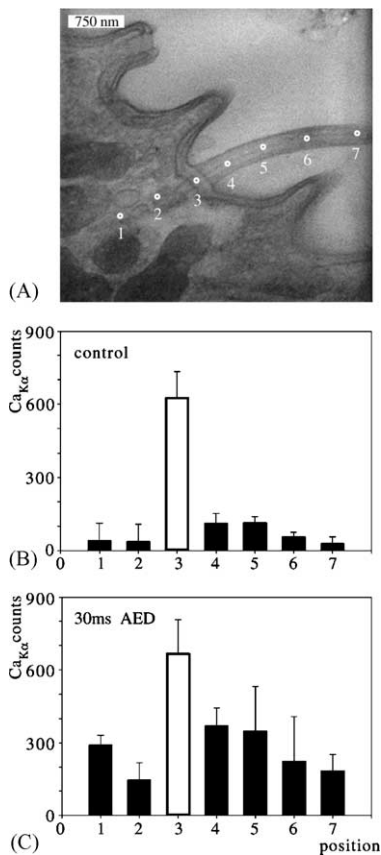 750 nm
1
2
3
4
5
6
7
(A)
900
600
300
0
CaKα counts
control
0 1 2 3 4 5 6 7
(B)
900
600
300
0
CaKα counts
30ms AED
0 1 2 3 4 5 6 7
position
(C)